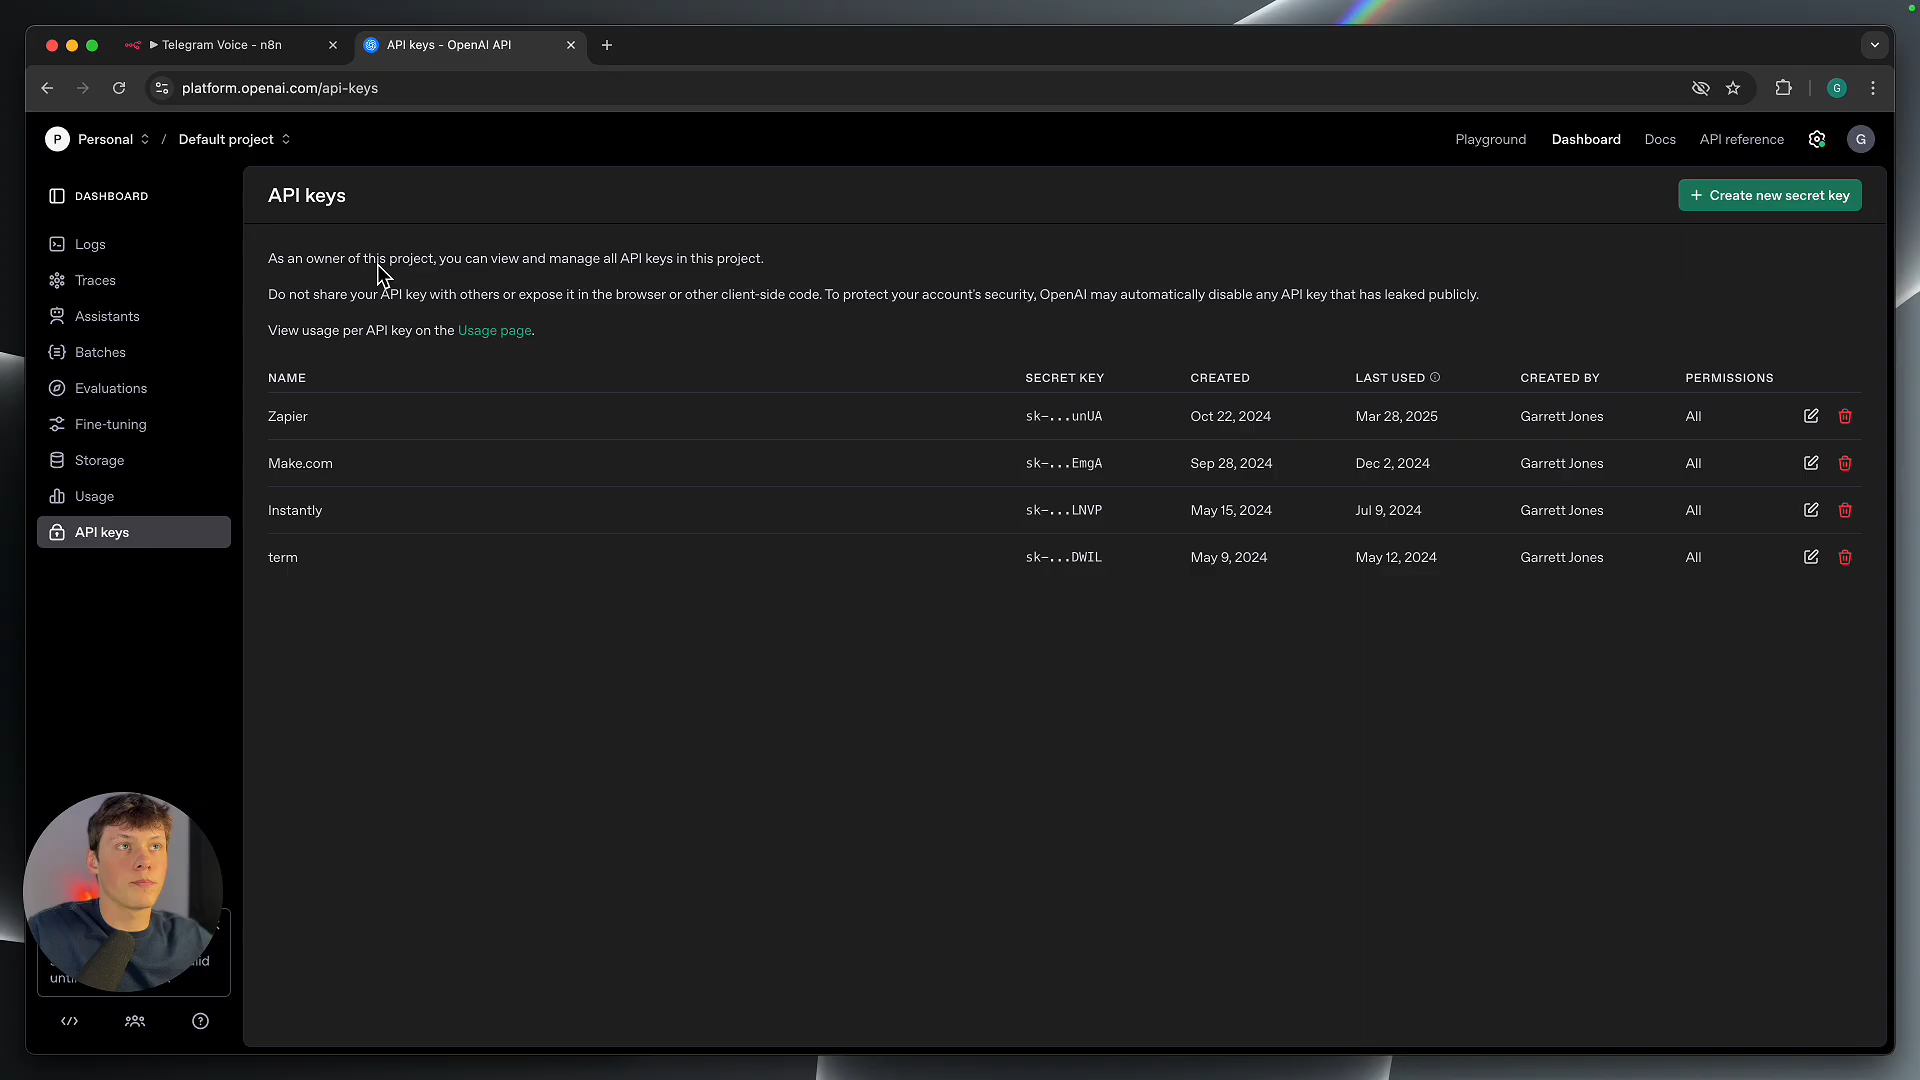 Telegram Voice - n8n
API keys - OpenAI API
platform.openai.com/api-keys
G
P Personal / Default project
Playground Dashboard Docs API reference G
DASHBOARD
Logs
Traces
Assistants
Batches
Evaluations
Fine-tuning
Storage
Usage
API keys
API keys
+ Create new secret key
As an owner of this project, you can view and manage all API keys in this project.
Do not share your API key with others or expose it in the browser or other client-side code. To protect your account's security, OpenAI may automatically disable any API key that has leaked publicly.
View usage per API key on the Usage page.
NAME SECRET KEY CREATED LAST USED CREATED BY PERMISSIONS
Zapier sk-...unUA Oct 22, 2024 Mar 28, 2025 Garrett Jones All
Make.com sk-...EmgA Sep 28, 2024 Dec 2, 2024 Garrett Jones All
Instantly sk-...LNVP May 15, 2024 Jul 9, 2024 Garrett Jones All
term sk-...DWIL May 9, 2024 May 12, 2024 Garrett Jones All